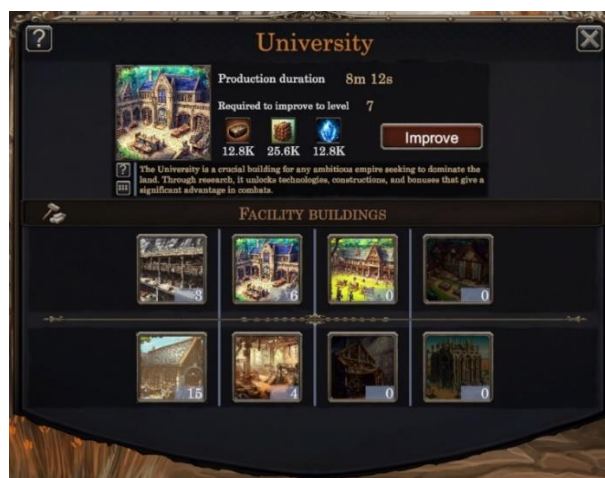 ?
University
X
Production duration 8m 12s
Required to improve to level 7
12.8K 25.6K 12.8K
Improve
? The University is a crucial building for any ambitious empire seeking to dominate the
land. Through research, it unlocks technologies, constructions, and bonuses that give a
significant advantage in combats.
FACILITY BUILDINGS
3 6 0 0
15 4 0 0